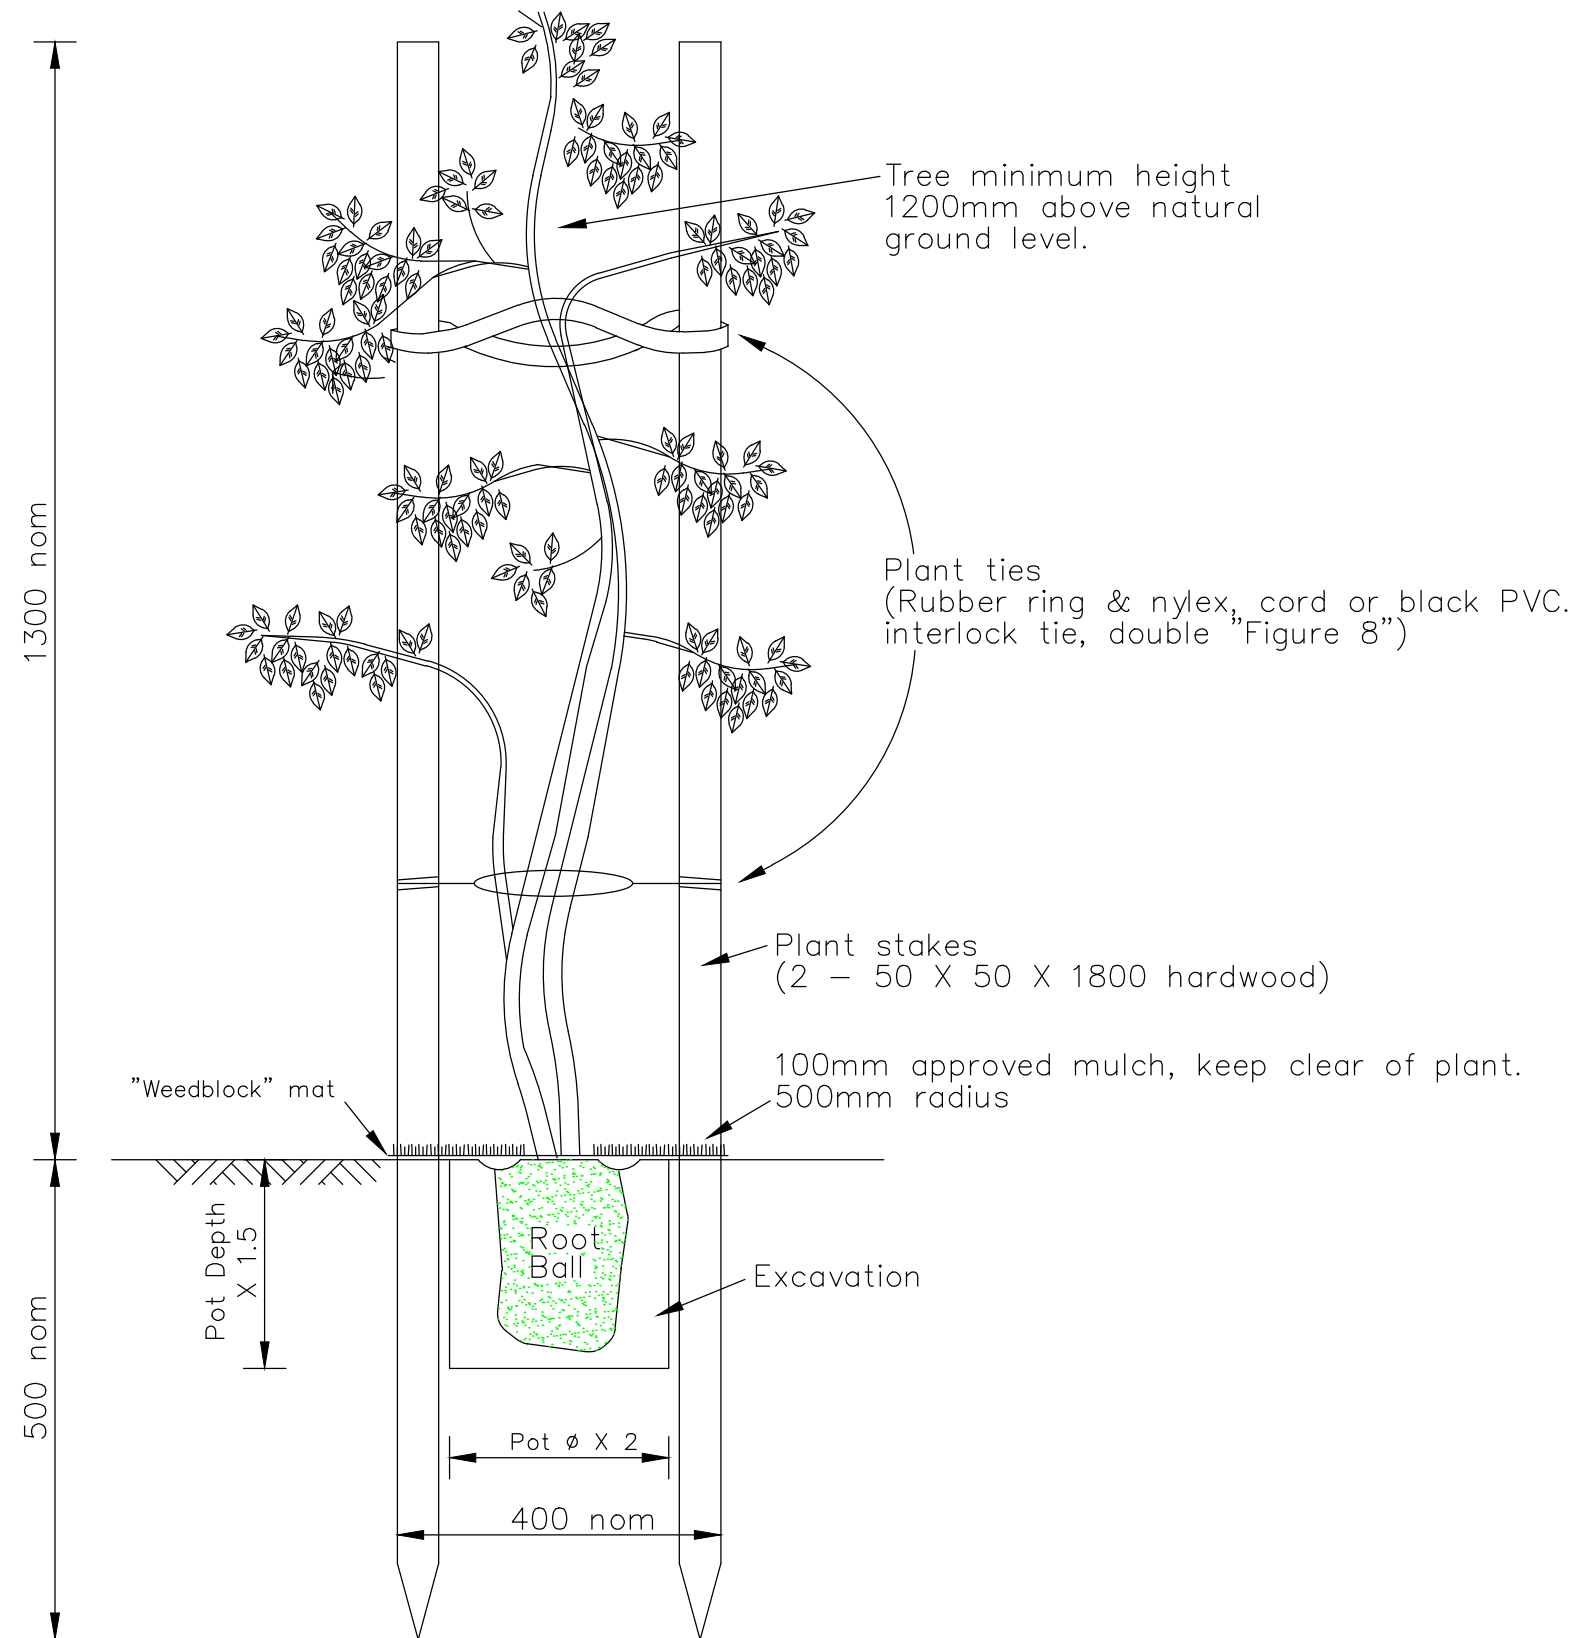 Tree minimum height
1200mm above natural
ground level.
1300 nom
Plant ties
(Rubber ring & nylex, cord or black PVC.
interlock tie, double "Figure 8")
Plant stakes
(2 – 50 X 50 X 1800 hardwood)
100mm approved mulch, keep clear of plant.
500mm radius
"Weedblock" mat
Pot Depth
X 1.5
Root
Ball
Excavation
500 nom
Pot ø X 2
400 nom